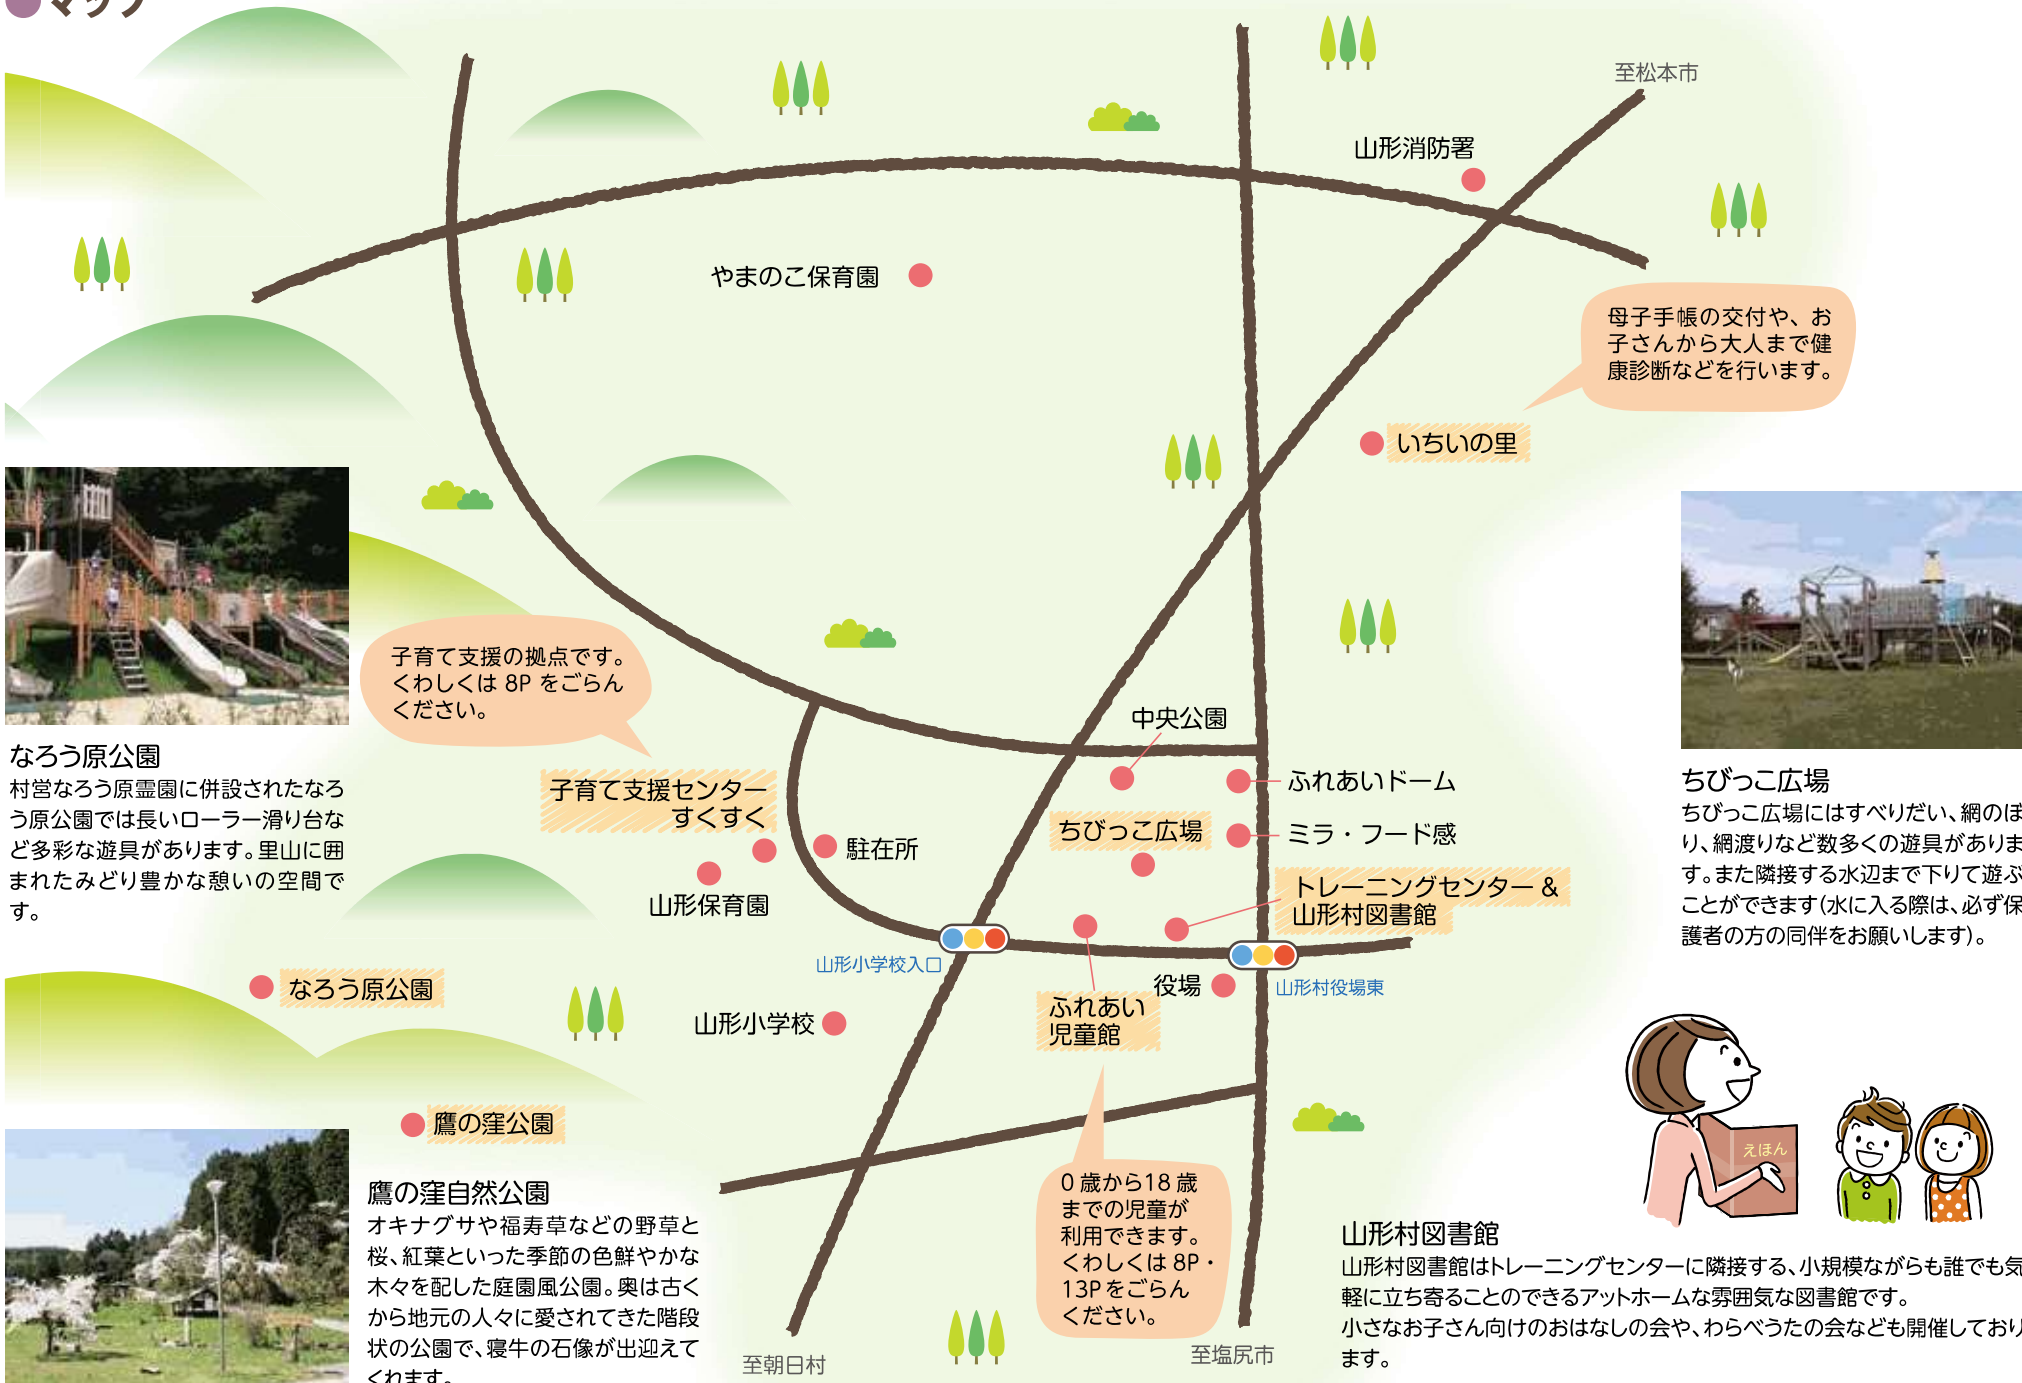 マップ
至松本市
山形消防署
やまのこ保育園
母子手帳の交付や、お
子さんから大人まで健
康診断などを行います。
いちいの里
子育て支援の拠点です。
くわしくは 8P をごらん
ください。
中央公園
なろう原公園
村営なろう原霊園に併設されたなろ
う原公園では長いローラー滑り台な
ど多彩な遊具があります。里山に囲
まれたみどり豊かな憩いの空間で
す。
子育て支援センター
すくすく
ふれあいドーム
ちびっこ広場
ミラ・フード感
駐在所
山形保育園
トレーニングセンター &
山形村図書館
ちびっこ広場
ちびっこ広場にはすべりだい、網のぼ
り、網渡りなど数多くの遊具がありま
す。また隣接する水辺まで下りて遊ぶ
ことができます(水に入る際は、必ず保
護者の方の同伴をお願いします)。
山形小学校入口
なろう原公園
役場
山形村役場東
山形小学校
ふれあい
児童館
鷹の窪公園
えほん
鷹の窪自然公園
オキナグサや福寿草などの野草と
桜、紅葉といった季節の色鮮やかな
木々を配した庭園風公園。奥は古く
から地元の人々に愛されてきた階段
状の公園で、寝牛の石像が出迎えて
くれます。
0 歳から18 歳
までの児童が
利用できます。
くわしくは 8P・
13Pをごらん
ください。
山形村図書館
山形村図書館はトレーニングセンターに隣接する、小規模ながらも誰でも気
軽に立ち寄ることのできるアットホームな雰囲気な図書館です。
小さなお子さん向けのおはなしの会や、わらべうたの会なども開催しており
ます。
至朝日村
至塩尻市